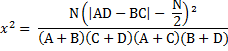 x² = N(|AD − BC| − N/2)² / (A + B)(C + D)(A + C)(B + D)